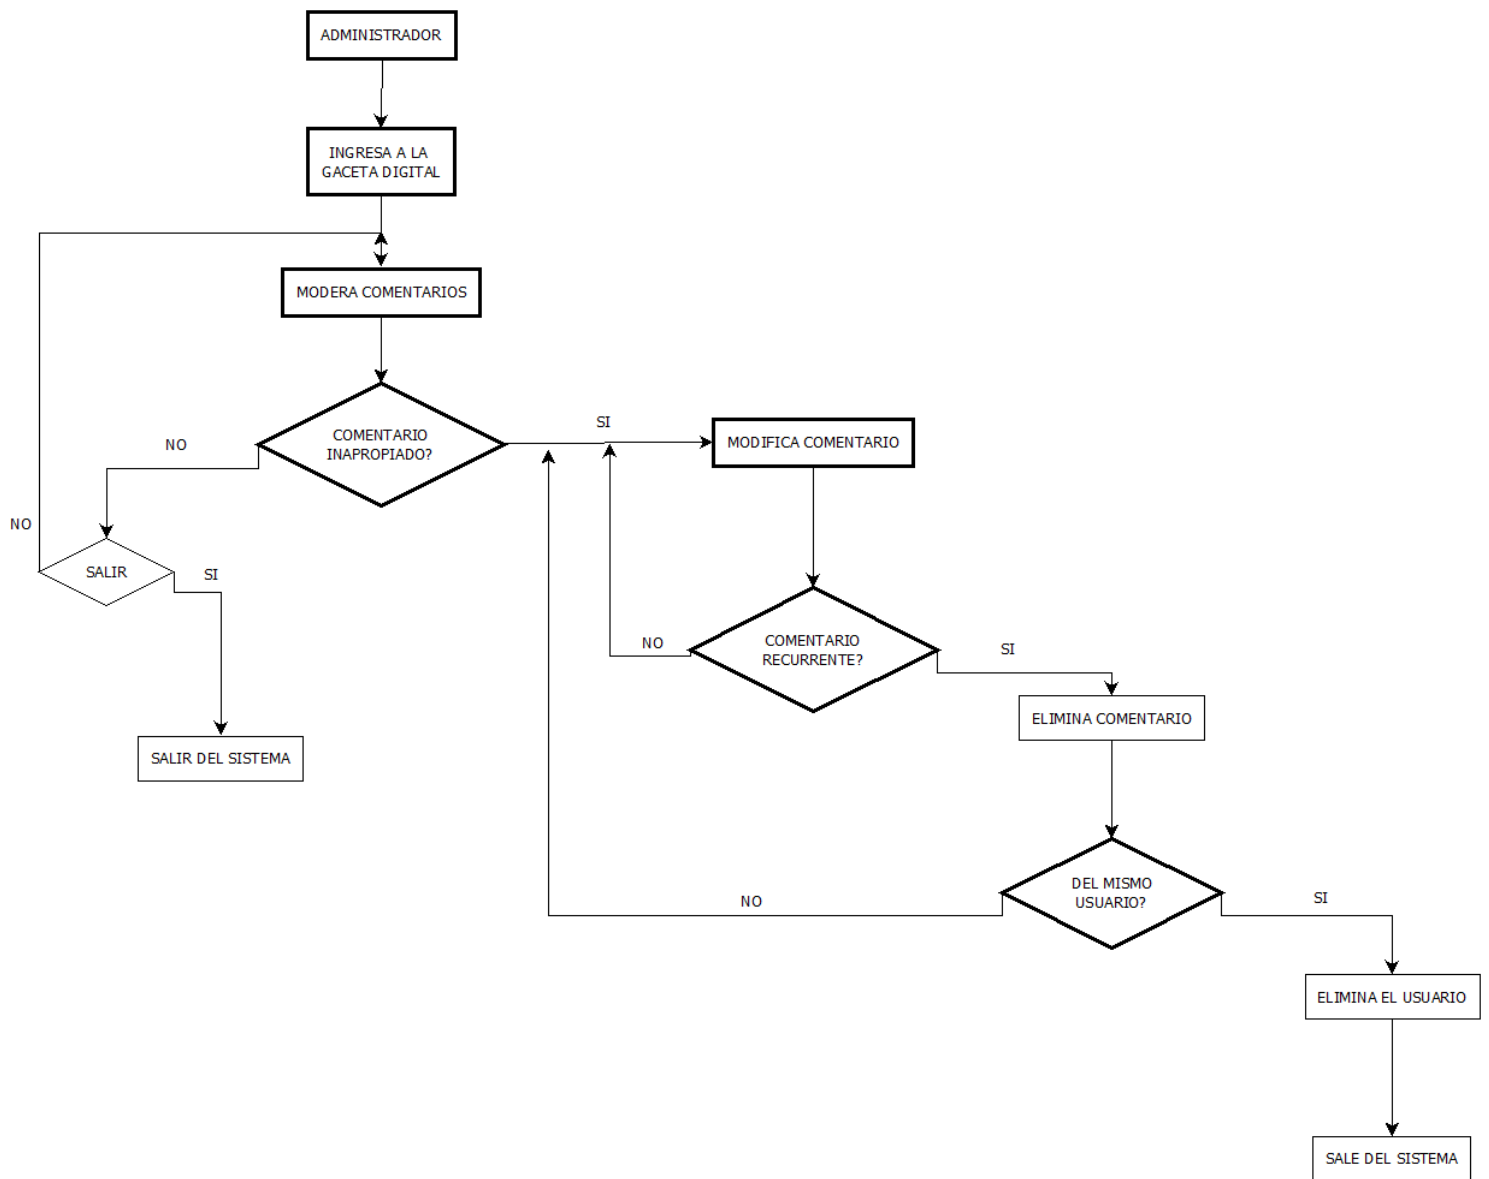 ADMINISTRADOR
INGRESA A LA
GACETA DIGITAL
MODERA COMENTARIOS
COMENTARIO
INAPROPIADO?
SI
NO
MODIFICA COMENTARIO
NO
SALIR
SI
COMENTARIO
RECURRENTE?
NO
SI
ELIMINA COMENTARIO
SALIR DEL SISTEMA
DEL MISMO
USUARIO?
NO
SI
ELIMINA EL USUARIO
SALE DEL SISTEMA